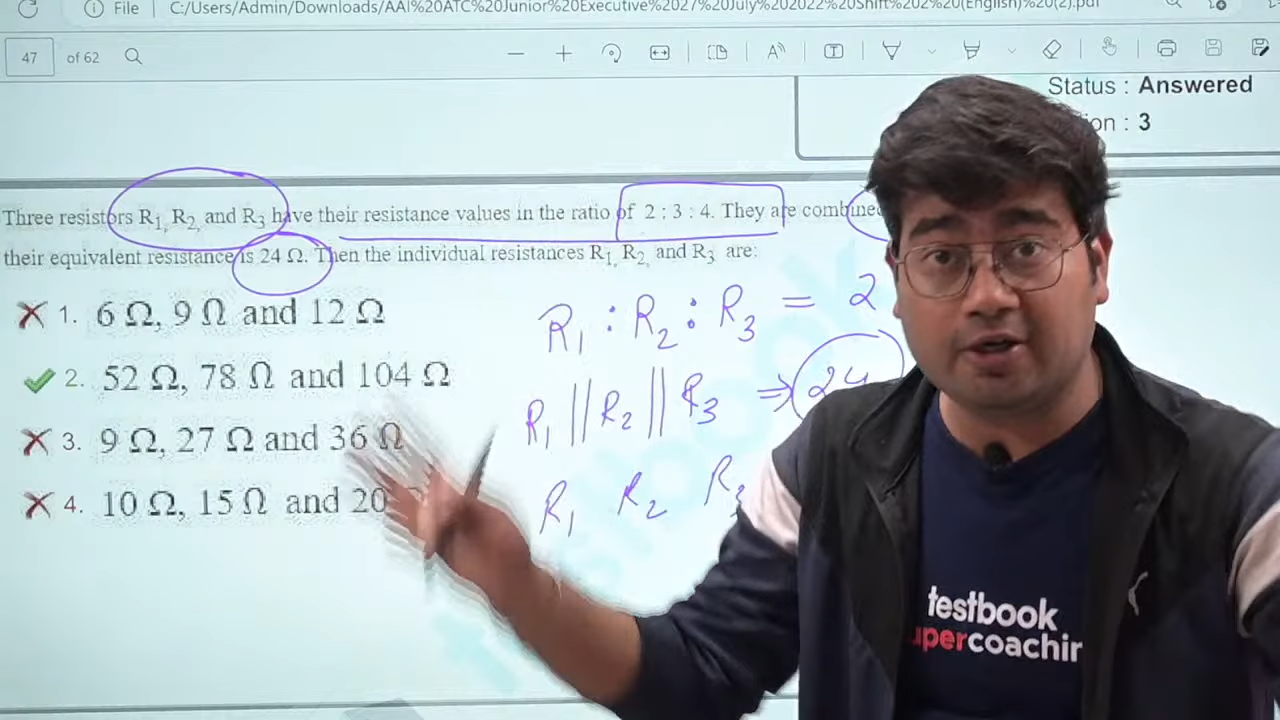 File | C:/Users/Admin/Downloads/AAI%20ATC%20Junior%20Executive%2027%20July%202022%20Shift%202%20(English)%20(2).pdf
47 of 62
Status : Answered
on : 3
Three resistors R1, R2, and R3 have their resistance values in the ratio of 2 : 3 : 4. They are combined
their equivalent resistance is 24 Ω. Then the individual resistances R1, R2, and R3 are:
1. 6 Ω, 9 Ω and 12 Ω
2. 52 Ω, 78 Ω and 104 Ω
3. 9 Ω, 27 Ω and 36 Ω
4. 10 Ω, 15 Ω and 20
R1 : R2 : R3 = 2
R1 || R2 || R3 ⇒ 24
R1 R2 R3
testbook
upercoachin